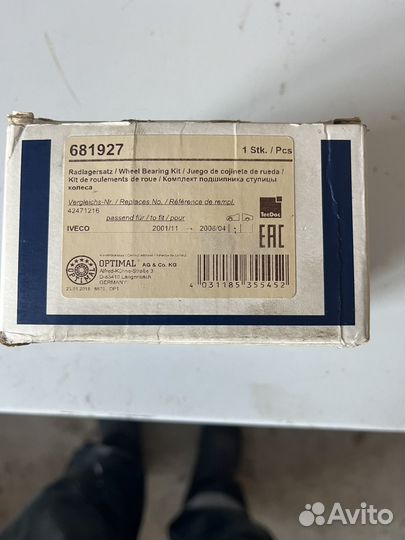 681927
1 Stk. / Pcs
Radlagersatz / Wheel Bearing Kit / Juego de cojinete de rueda /
Kit de roulements de roue / Комплект подшипника ступицы
колеса
Vergleichs-Nr. / Replaces No. / Référence de rempl.
42471216
TecDoc
passend für / to fit / pour
IVECO 2001/11 → 2006/04
EAC
OPTIMAL AG & Co. KG
Alfred-Kühne-Straße 3
D-85416 Langenbach
GERMANY
4 031185 355452
Avito